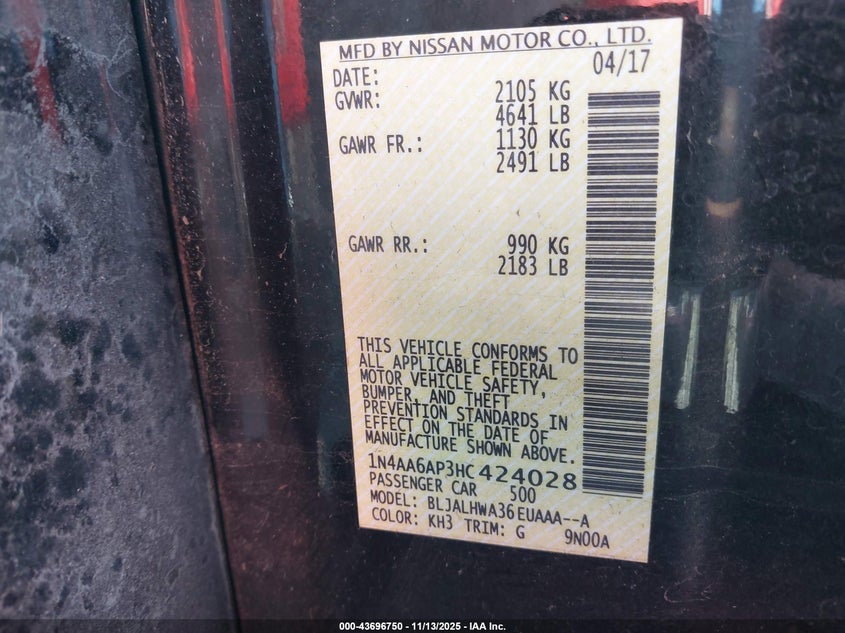 MFD BY NISSAN MOTOR CO., LTD.
DATE: 04/17
GVWR: 2105 KG
4641 LB
GAWR FR.: 1130 KG
2491 LB
GAWR RR.: 990 KG
2183 LB
THIS VEHICLE CONFORMS TO
ALL APPLICABLE FEDERAL
MOTOR VEHICLE SAFETY,
BUMPER, AND THEFT
PREVENTION STANDARDS IN
EFFECT ON THE DATE OF
MANUFACTURE SHOWN ABOVE.
1N4AA6AP3HC424028
PASSENGER CAR 500
MODEL: BLJALHWA36EUAAA--A
COLOR: KH3 TRIM: G 9N00A
000-43696750 - 11/13/2025 - IAA Inc.